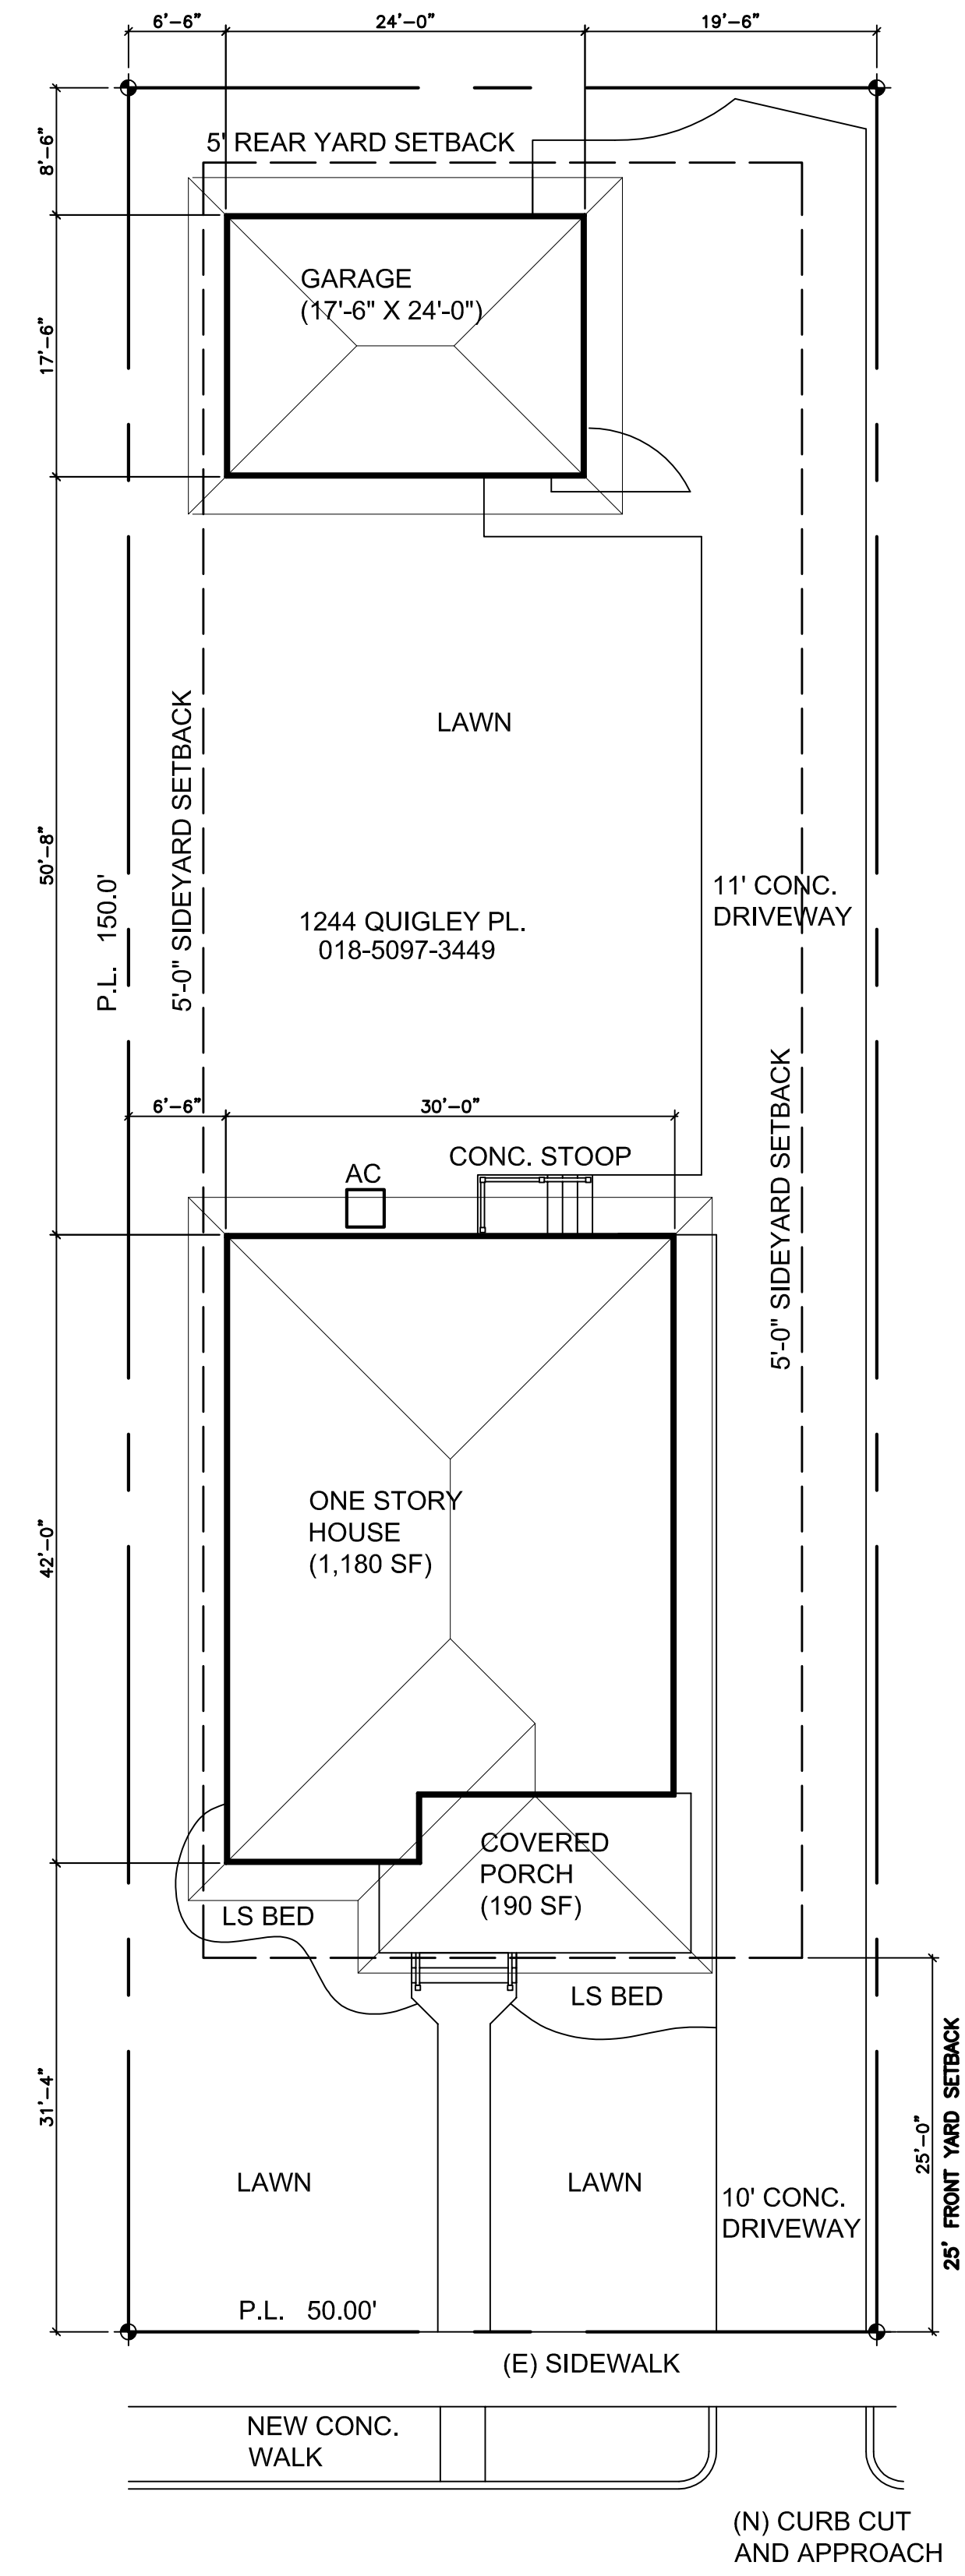 6'-6" 24'-0" 19'-6"
8'-6"
5' REAR YARD SETBACK
17'-6"
GARAGE
(17'-6" X 24'-0")
LAWN
5'-0" SIDEYARD SETBACK
50'-8"
P.L. 150.0'
11' CONC.
DRIVEWAY
1244 QUIGLEY PL.
018-5097-3449
6'-6" 30'-0"
5'-0" SIDEYARD SETBACK
CONC. STOOP
AC
42'-0"
ONE STORY
HOUSE
(1,180 SF)
COVERED
PORCH
(190 SF)
LS BED
LS BED
31'-4"
25'-0"
25' FRONT YARD SETBACK
LAWN
LAWN
10' CONC.
DRIVEWAY
P.L. 50.00'
(E) SIDEWALK
NEW CONC.
WALK
(N) CURB CUT
AND APPROACH